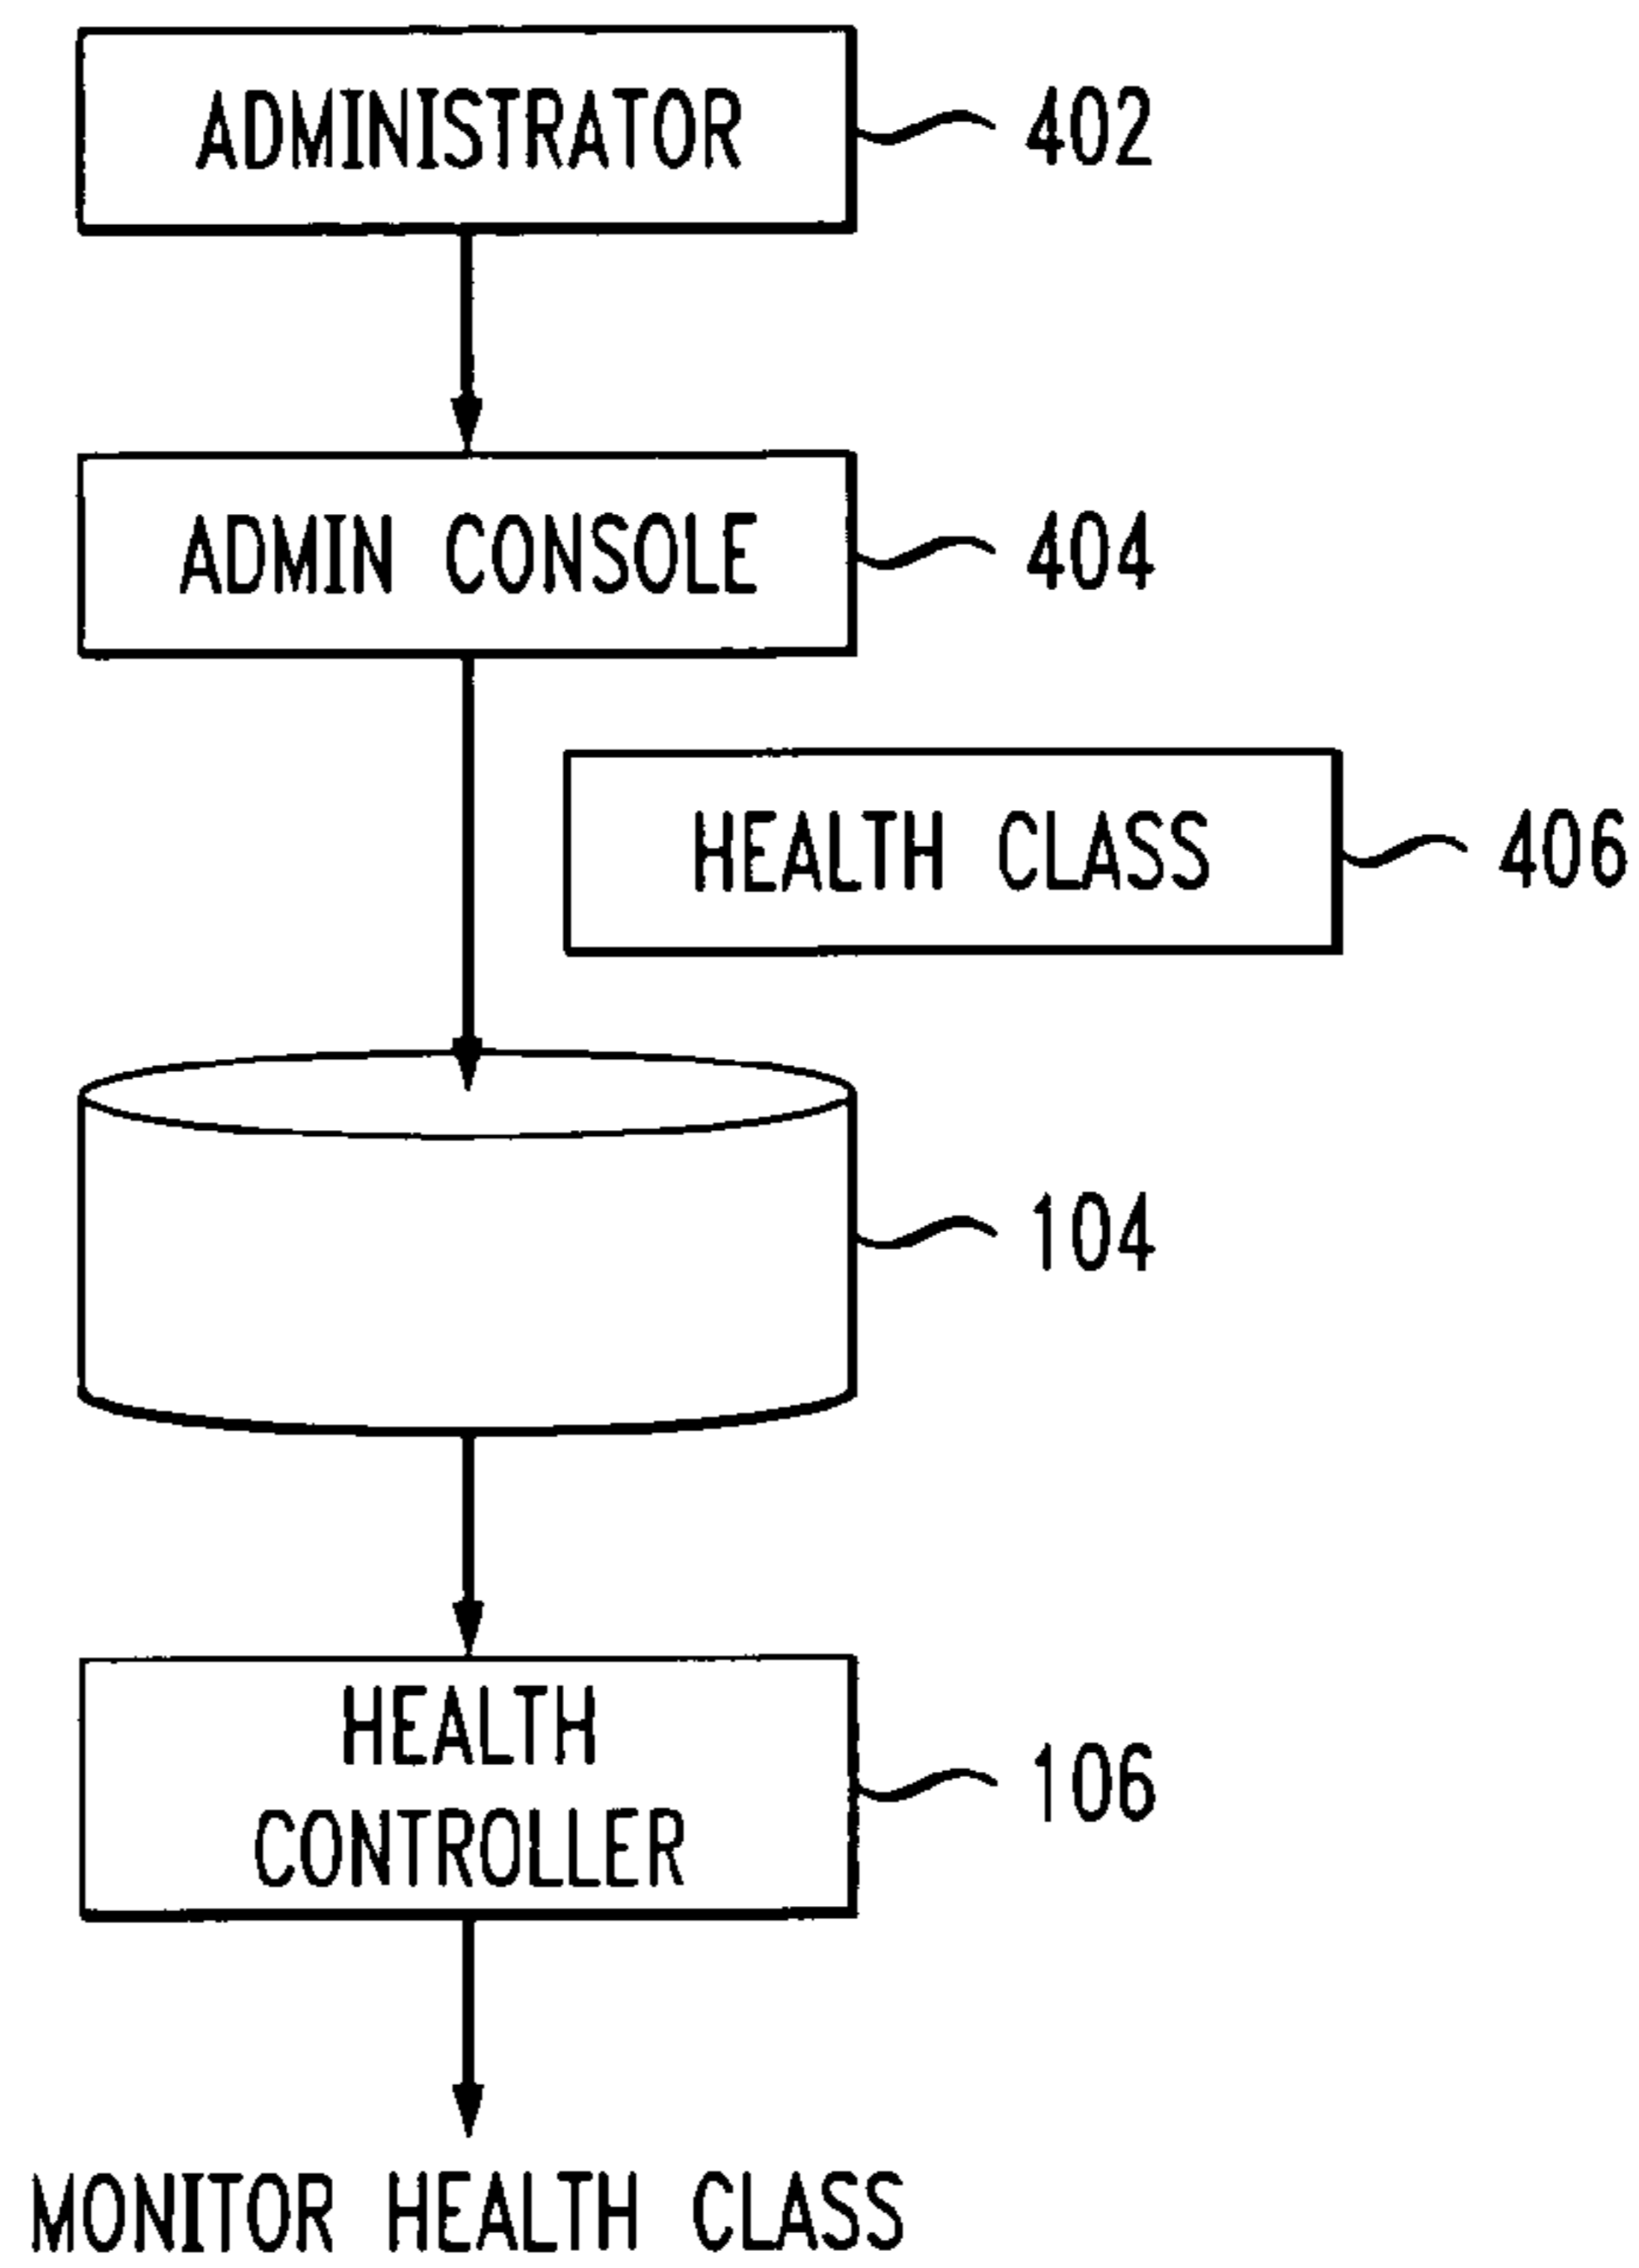 ADMINISTRATOR
402
ADMIN CONSOLE
404
HEALTH CLASS
406
104
HEALTH
CONTROLLER
106
MONITOR HEALTH CLASS